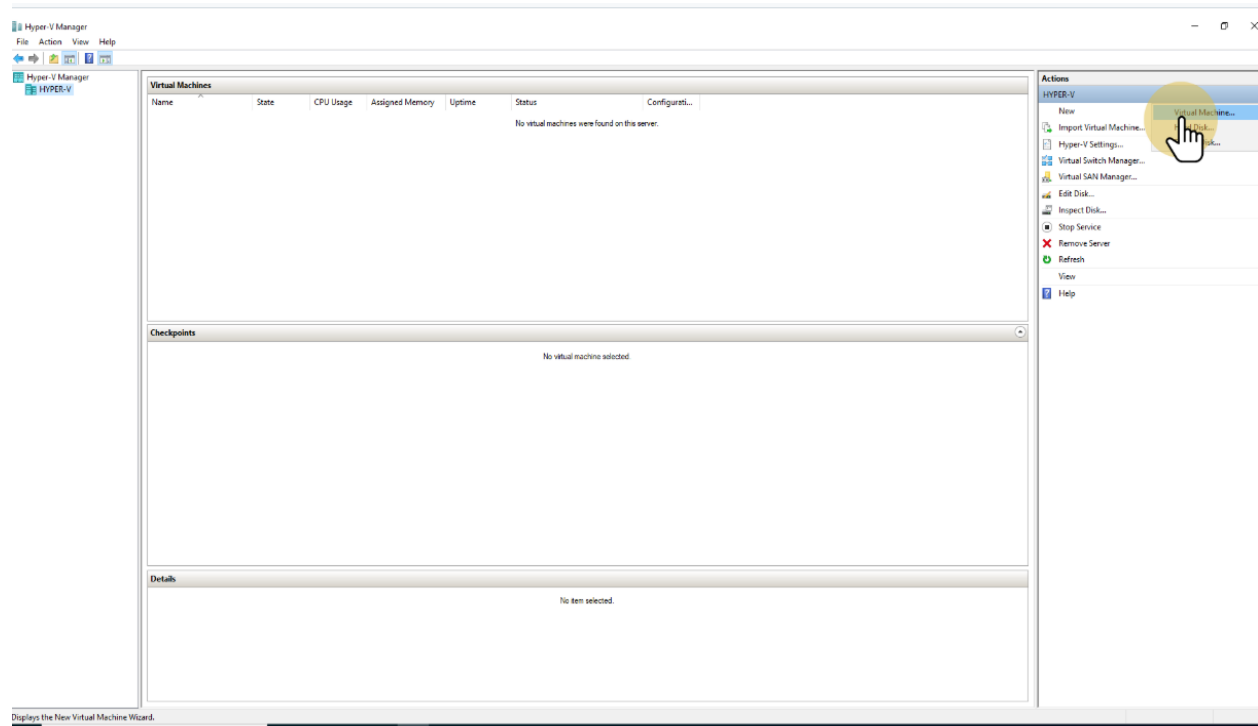 Hyper-V Manager
File Action View Help
Hyper-V Manager
HYPER-V
Virtual Machines
Name State CPU Usage Assigned Memory Uptime Status Configurati...
No virtual machines were found on this server.
Checkpoints
No virtual machine selected.
Details
No item selected.
Actions
HYPER-V
New
Virtual Machine...
Import Virtual Machine...
Hyper-V Settings...
Virtual Switch Manager...
Virtual SAN Manager...
Edit Disk...
Inspect Disk...
Stop Service
Remove Server
Refresh
View
Help
Displays the New Virtual Machine Wizard.